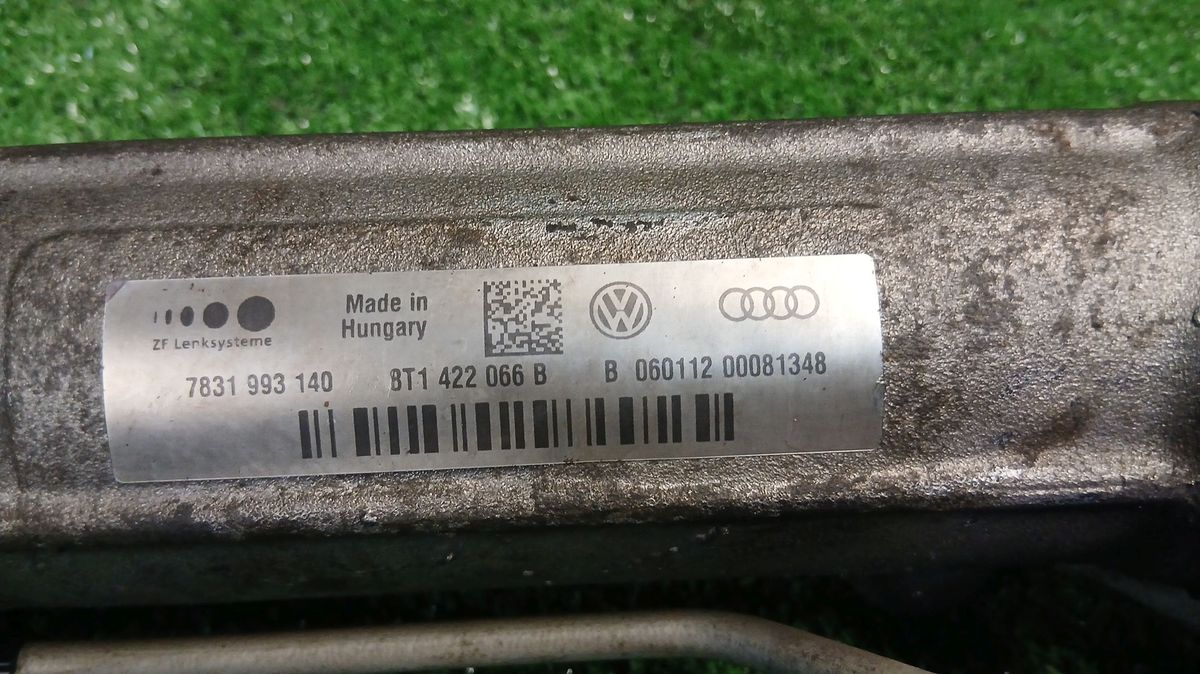 ZF Lenksysteme
Made in
Hungary
7831 993 140 8T1 422 066 B B 060112 00081348